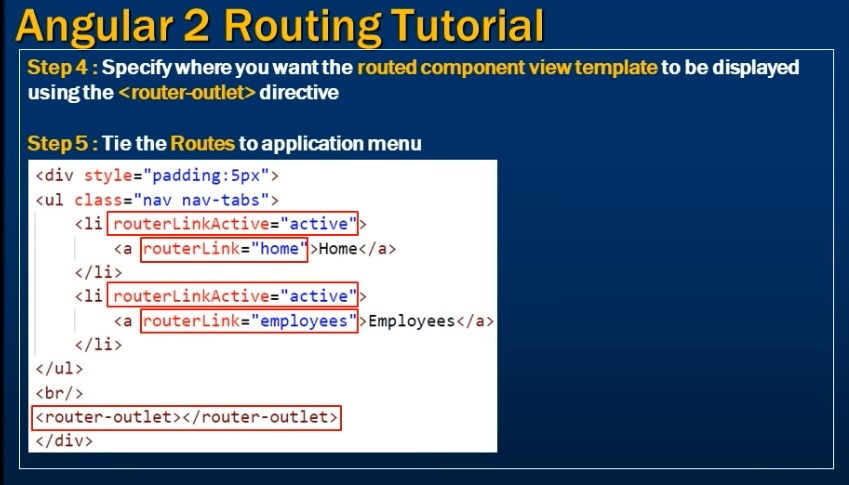 Angular 2 Routing Tutorial
Step 4 : Specify where you want the routed component view template to be displayed
using the <router-outlet> directive
Step 5 : Tie the Routes to application menu
<div style="padding:5px">
<ul class="nav nav-tabs">
<li routerLinkActive="active">
<a routerLink="home">Home</a>
</li>
<li routerLinkActive="active">
<a routerLink="employees">Employees</a>
</li>
</ul>
<br/>
<router-outlet></router-outlet>
</div>